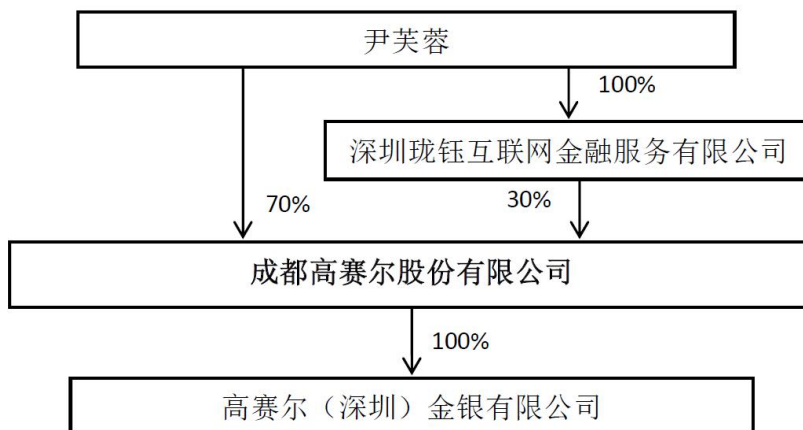 尹芙蓉
100%
深圳珑钰互联网金融服务有限公司
70%
30%
成都高赛尔股份有限公司
100%
高赛尔（深圳）金银有限公司